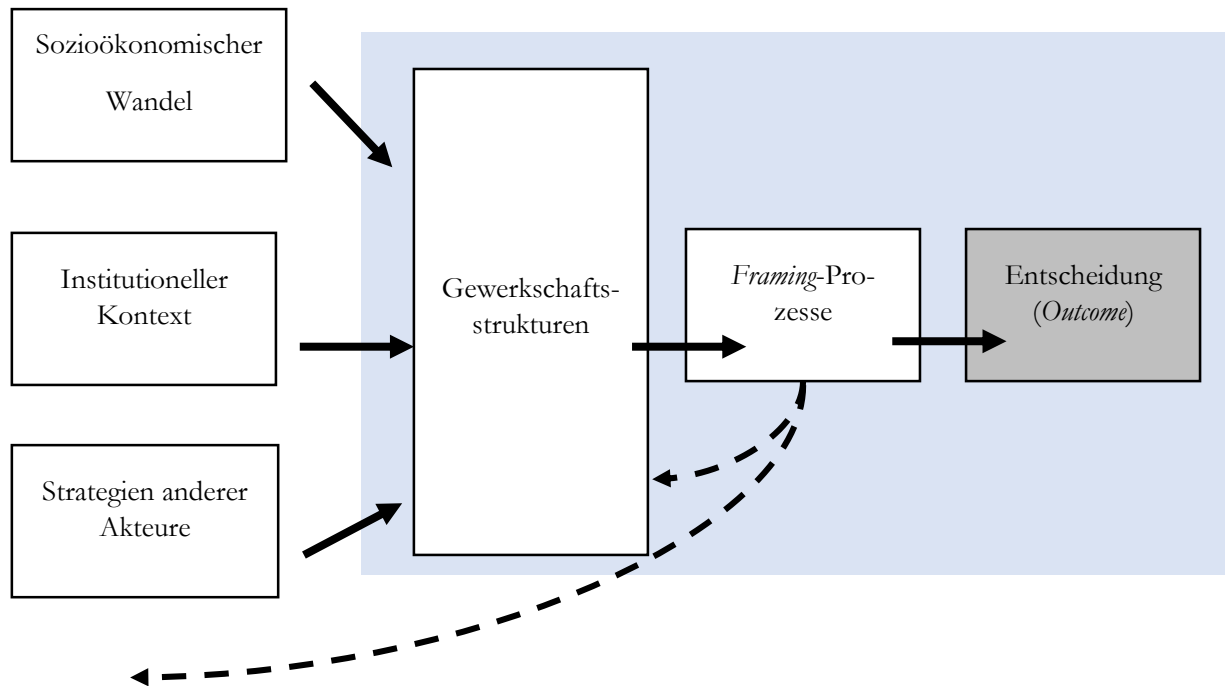 Sozioökonomischer
Wandel
Institutioneller
Kontext
Strategien anderer
Akteure
Gewerkschafts-
strukturen
Framing-Pro-
zesse
Entscheidung
(Outcome)